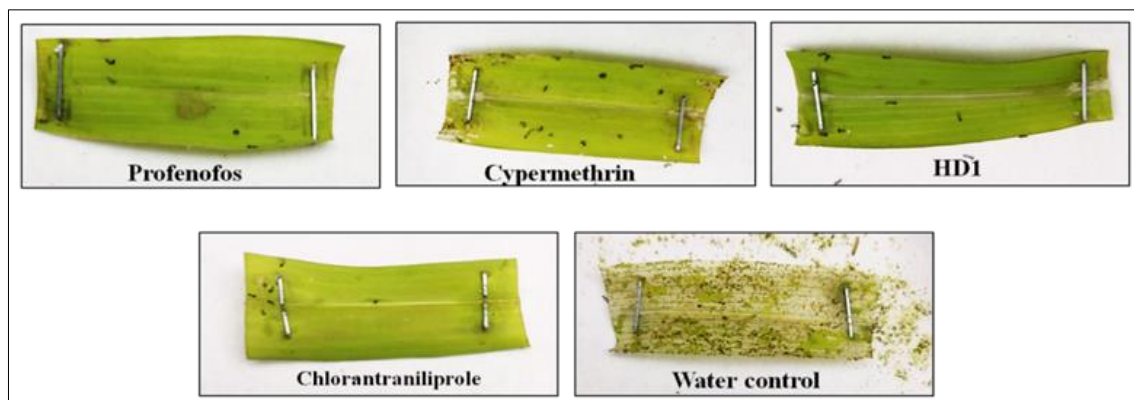 Profenofos
Cypermethrin
HD1
Chlorantraniliprole
Water control